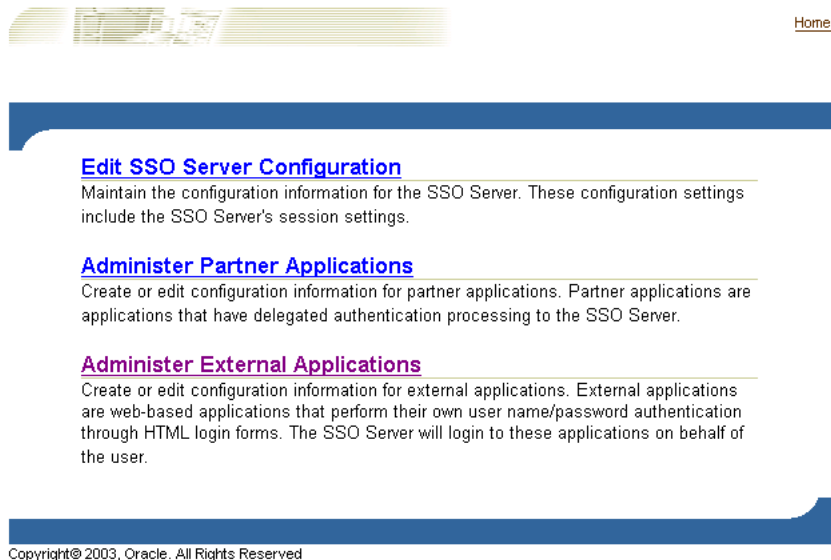 Home
Edit SSO Server Configuration
Maintain the configuration information for the SSO Server. These configuration settings
include the SSO Server's session settings.
Administer Partner Applications
Create or edit configuration information for partner applications. Partner applications are
applications that have delegated authentication processing to the SSO Server.
Administer External Applications
Create or edit configuration information for external applications. External applications
are web-based applications that perform their own user name/password authentication
through HTML login forms. The SSO Server will login to these applications on behalf of
the user.
Copyright© 2003, Oracle. All Rights Reserved